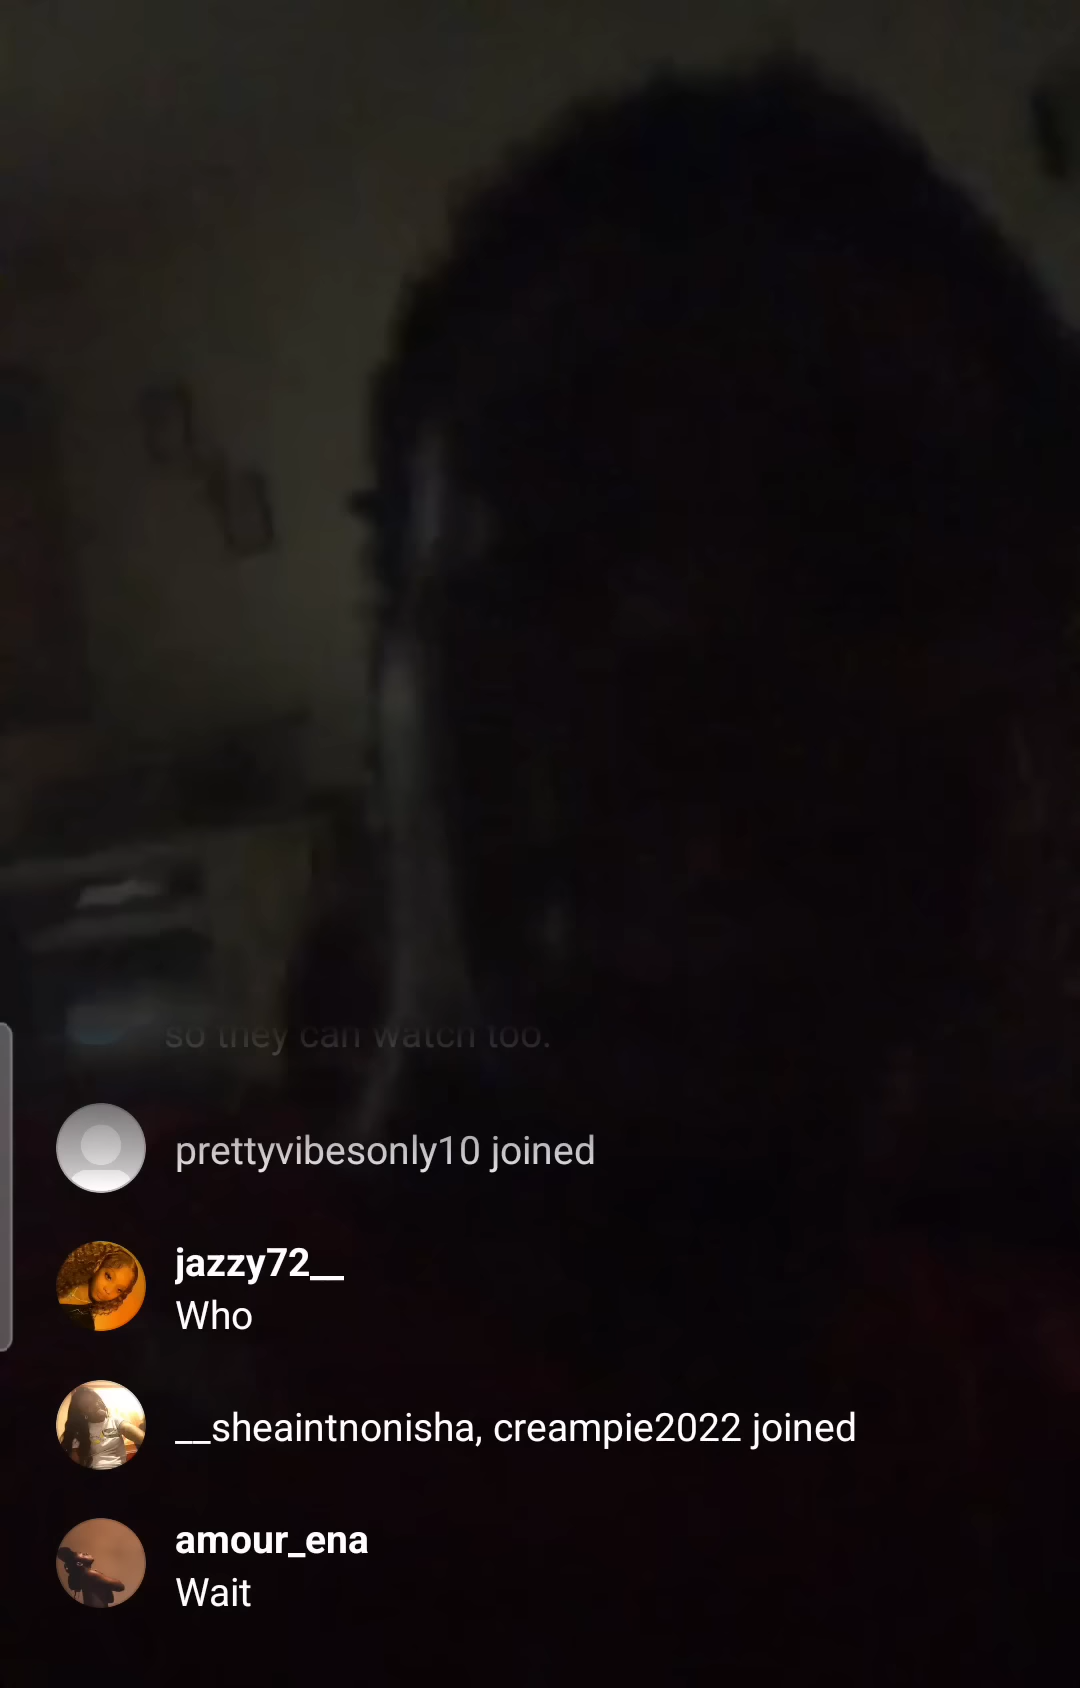 so they can watch too.
prettyvibesonly10 joined
jazzy72__
Who
__sheaintnonisha, creampie2022 joined
amour_ena
Wait